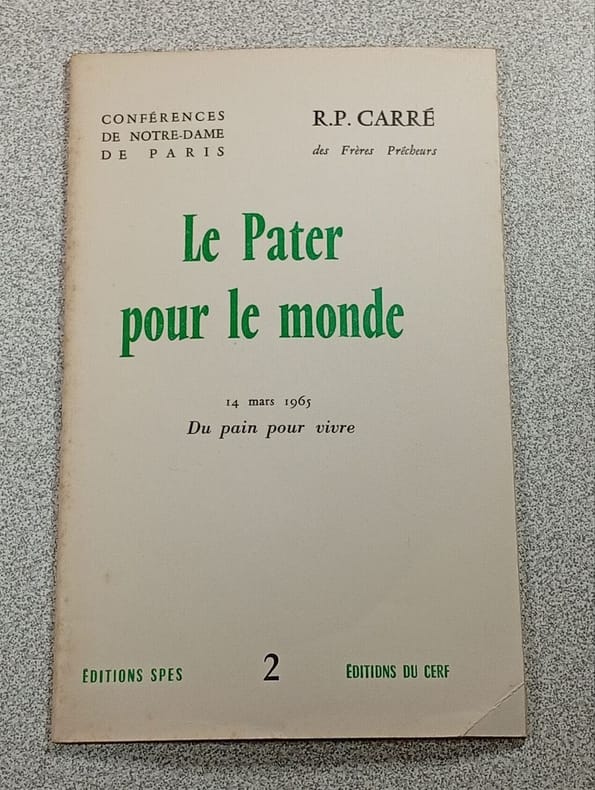 CONFÉRENCES
DE NOTRE-DAME
DE PARIS
R.P. CARRÉ
des Frères Prêcheurs
Le Pater
pour le monde
14 mars 1965
Du pain pour vivre
ÉDITIONS SPES
2
ÉDITIONS DU CERF